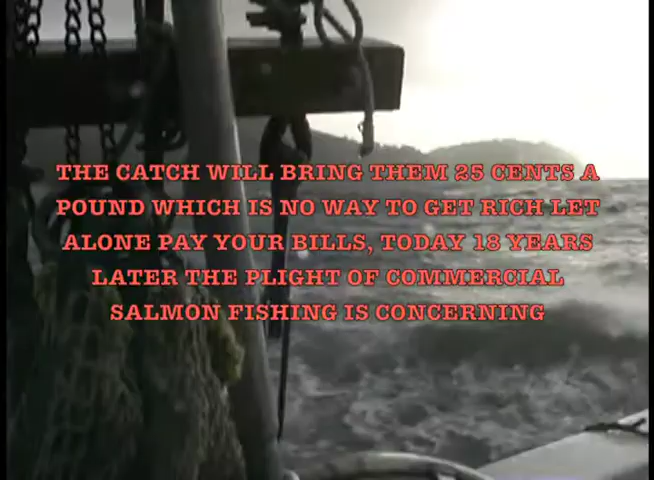 THE CATCH WILL BRING THEM 25 CENTS A
POUND WHICH IS NO WAY TO GET RICH LET
ALONE PAY YOUR BILLS, TODAY 18 YEARS
LATER THE PLIGHT OF COMMERCIAL
SALMON FISHING IS CONCERNING